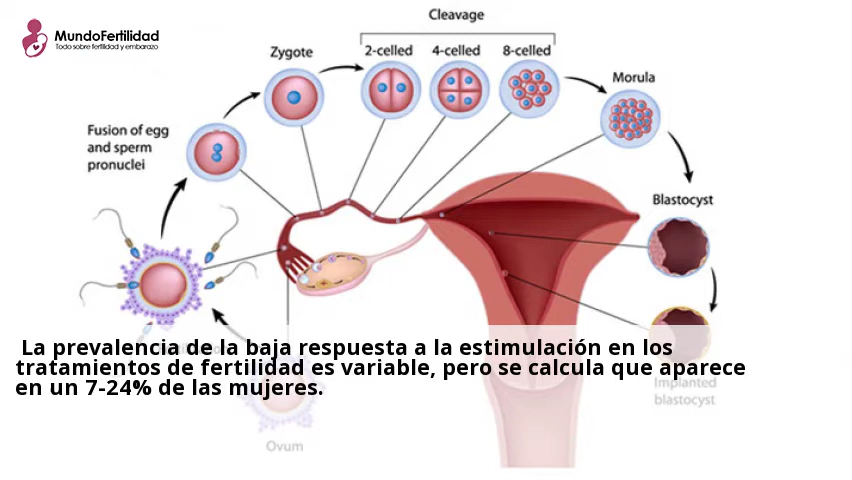 MundoFertilidad
Todo sobre fertilidad y embarazo
Cleavage
Zygote
2-celled
4-celled
8-celled
Morula
Fusion of egg
and sperm
pronuclei
Blastocyst
La prevalencia de la baja respuesta a la estimulación en los
tratamientos de fertilidad es variable, pero se calcula que aparece
en un 7-24% de las mujeres.
Implanted
blastocyst
Ovum